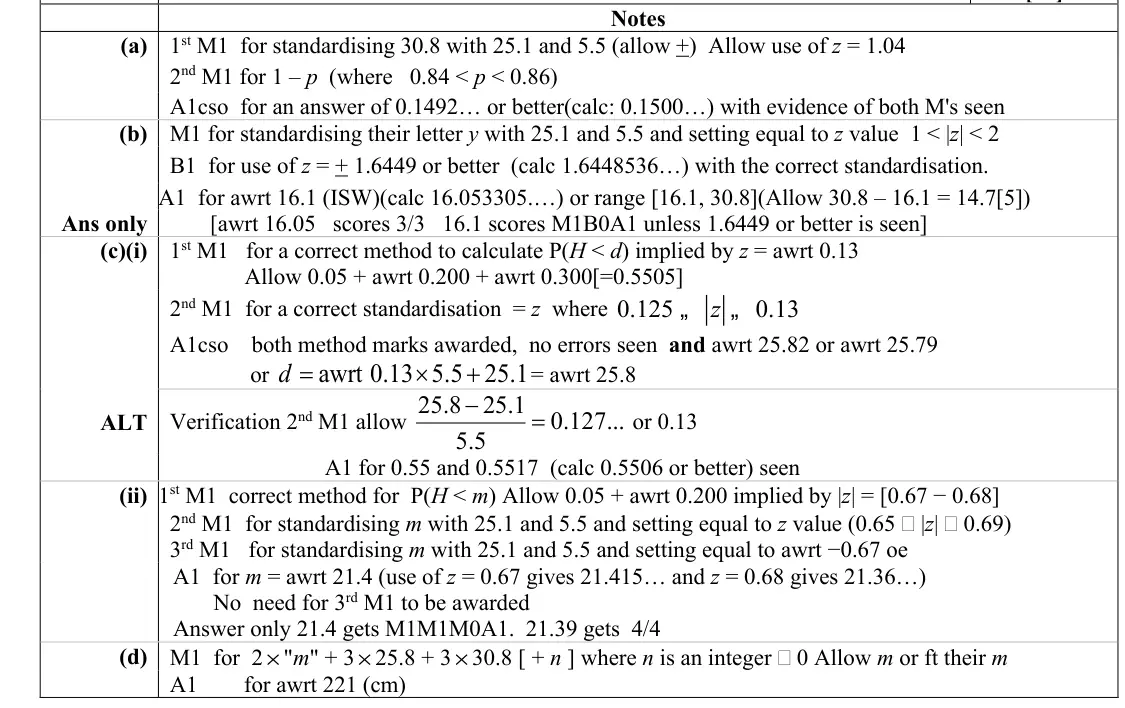 Notes
(a) 1st M1 for standardising 30.8 with 25.1 and 5.5 (allow ±) Allow use of z = 1.04
2nd M1 for 1 – p (where 0.84 < p < 0.86)
A1cso for an answer of 0.1492… or better(calc: 0.1500…) with evidence of both M's seen
(b) M1 for standardising their letter y with 25.1 and 5.5 and setting equal to z value 1 < |z| < 2
B1 for use of z = ± 1.6449 or better (calc 1.6448536…) with the correct standardisation.
A1 for awrt 16.1 (ISW)(calc 16.053305.…) or range [16.1, 30.8](Allow 30.8 – 16.1 = 14.7[5])
Ans only [awrt 16.05 scores 3/3 16.1 scores M1B0A1 unless 1.6449 or better is seen]
(c)(i) 1st M1 for a correct method to calculate P(H < d) implied by z = awrt 0.13
Allow 0.05 + awrt 0.200 + awrt 0.300[=0.5505]
2nd M1 for a correct standardisation = z where 0.125 „ |z| „ 0.13
A1cso both method marks awarded, no errors seen and awrt 25.82 or awrt 25.79
or d = awrt 0.13 × 5.5 + 25.1 = awrt 25.8
ALT Verification 2nd M1 allow (25.8 − 25.1)/5.5 = 0.127... or 0.13
A1 for 0.55 and 0.5517 (calc 0.5506 or better) seen
(ii) 1st M1 correct method for P(H < m) Allow 0.05 + awrt 0.200 implied by |z| = [0.67 − 0.68]
2nd M1 for standardising m with 25.1 and 5.5 and setting equal to z value (0.65 □ |z| □ 0.69)
3rd M1 for standardising m with 25.1 and 5.5 and setting equal to awrt −0.67 oe
A1 for m = awrt 21.4 (use of z = 0.67 gives 21.415… and z = 0.68 gives 21.36…)
No need for 3rd M1 to be awarded
Answer only 21.4 gets M1M1M0A1. 21.39 gets 4/4
(d) M1 for 2 × "m" + 3 × 25.8 + 3 × 30.8 [ + n ] where n is an integer □ 0 Allow m or ft their m
A1 for awrt 221 (cm)